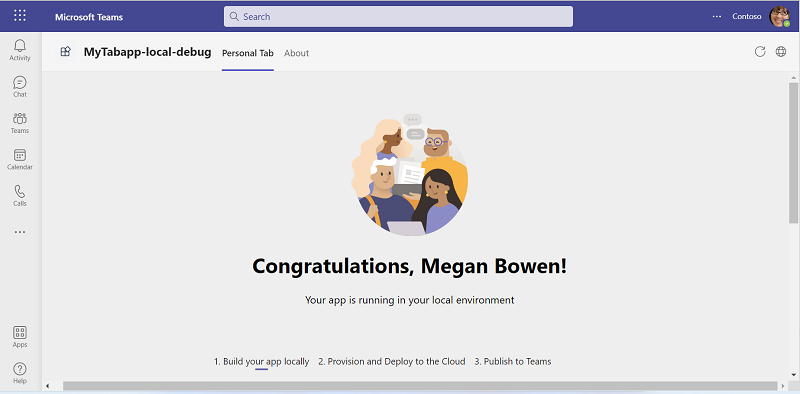 Microsoft Teams
Search
Contoso
MyTabapp-local-debug
Personal Tab
About
Activity
Chat
Teams
Calendar
Calls
Apps
Help
Congratulations, Megan Bowen!
Your app is running in your local environment
1. Build your app locally 2. Provision and Deploy to the Cloud 3. Publish to Teams